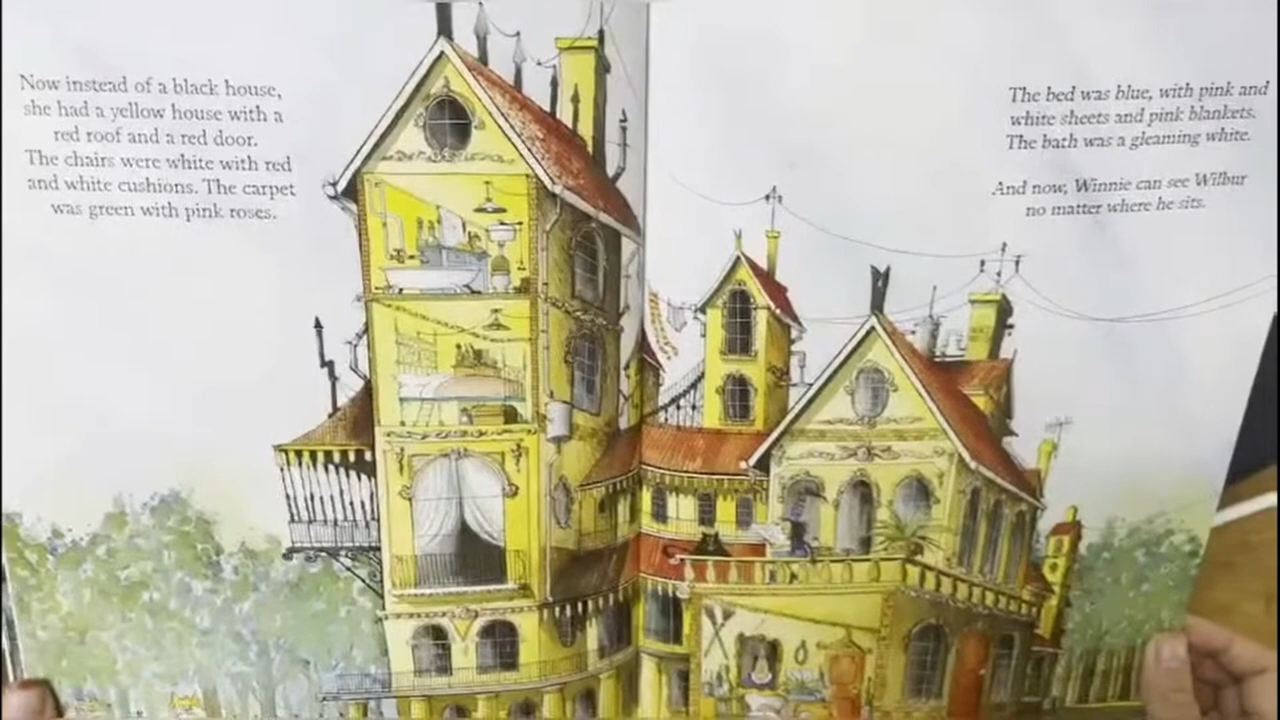 Now instead of a black house,
she had a yellow house with a
red roof and a red door.
The chairs were white with red
and white cushions. The carpet
was green with pink roses.
The bed was blue, with pink and
white sheets and pink blankets.
The bath was a gleaming white.
And now, Winnie can see Wilbur
no matter where he sits.